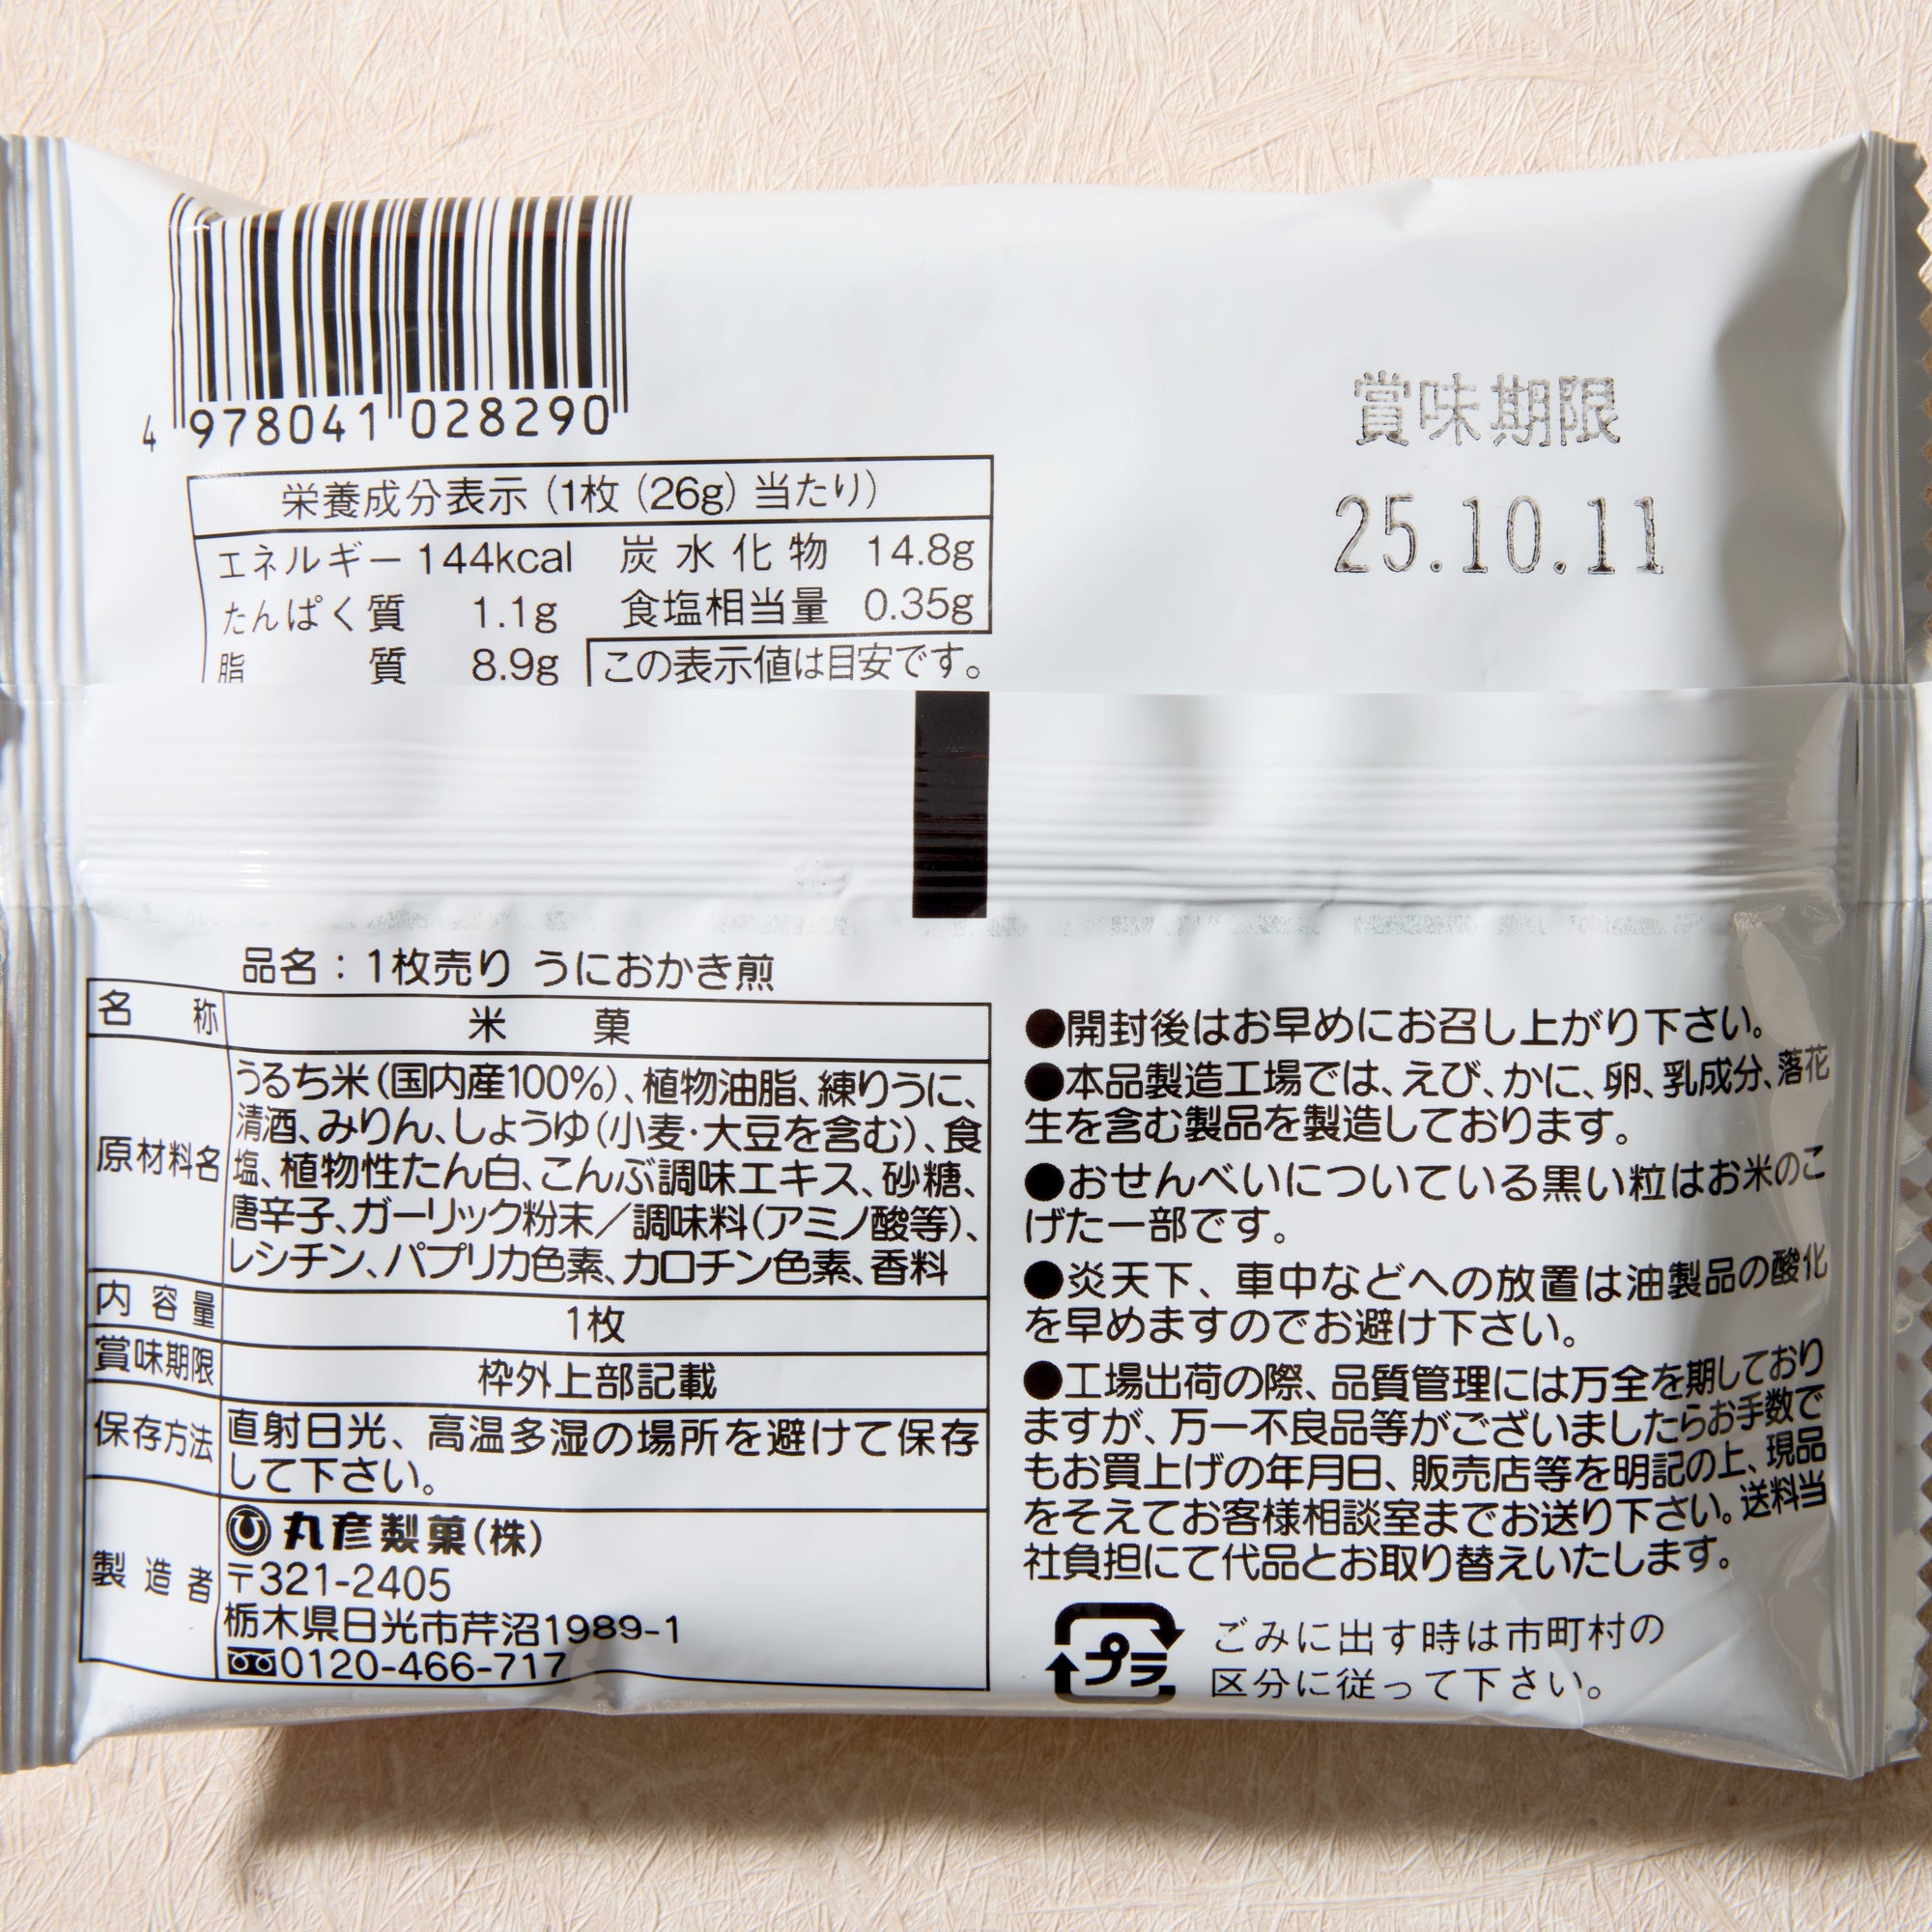 4 978041 028290
賞味期限
25.10.11
栄養成分表示(1枚(26g)当たり)
エネルギー 144kcal 炭水化物 14.8g
たんぱく質 1.1g 食塩相当量 0.35g
脂質 8.9g この表示値は目安です。
品名:1枚売り うにおかき煎
名称 米菓
原材料名 うるち米(国内産100%)、植物油脂、練りうに、
清酒、みりん、しょうゆ(小麦・大豆を含む)、食
塩、植物性たん白、こんぶ調味エキス、砂糖、
唐辛子、ガーリック粉末/調味料(アミノ酸等)、
レシチン、パプリカ色素、カロチン色素、香料
内容量 1枚
賞味期限 枠外上部記載
保存方法 直射日光、高温多湿の場所を避けて保存
して下さい。
製造者 丸彦製菓(株)
〒321-2405
栃木県日光市芹沼1989-1
0120-466-717
●開封後はお早めにお召し上がり下さい。
●本品製造工場では、えび、かに、卵、乳成分、落花
生を含む製品を製造しております。
●おせんべいについている黒い粒はお米のこ
げた一部です。
●炎天下、車中などへの放置は油製品の酸化
を早めますのでお避け下さい。
●工場出荷の際、品質管理には万全を期しており
ますが、万一不良品等がございましたらお手数で
もお買上げの年月日、販売店等を明記の上、現品
をそえてお客様相談室までお送り下さい。送料当
社負担にて代品とお取り替えいたします。
プラ
ごみに出す時は市町村の
区分に従って下さい。